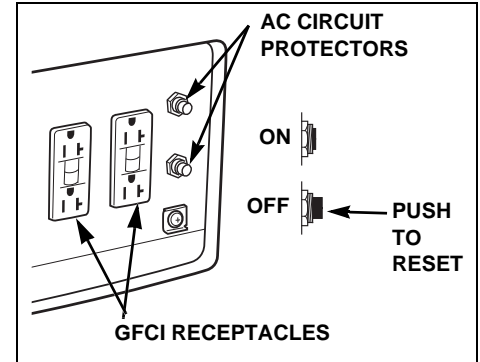 AC CIRCUIT
PROTECTORS
ON
OFF
PUSH
TO
RESET
GFCI RECEPTACLES